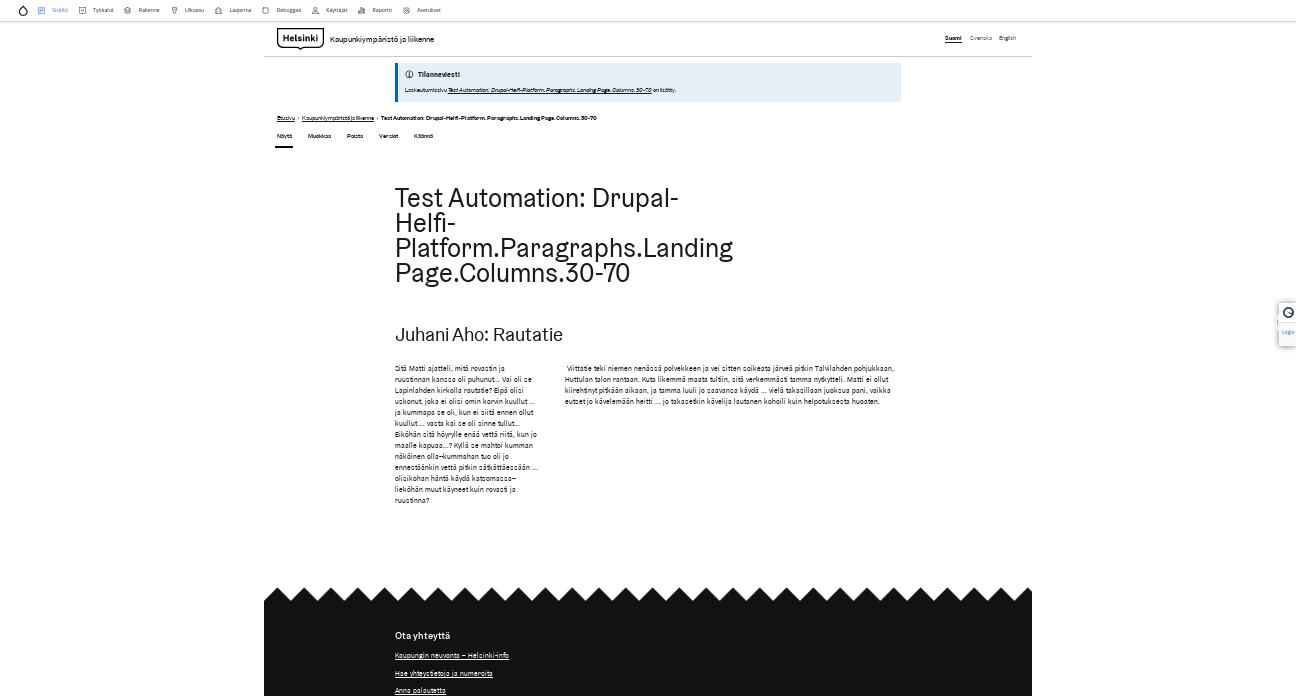 Sisältö Työkalut Rakenne Ulkoasu Laajenna Debuggaa Käyttäjät Raportit Asetukset
Helsinki Kaupunkiympäristö ja liikenne Suomi Svenska English
Tilanneviesti
Laskeutumissivu Test Automation: Drupal-Helfi-Platform.Paragraphs.Landing Page.Columns.30-70 on lisätty.
Etusivu › Kaupunkiympäristö ja liikenne › Test Automation: Drupal-Helfi-Platform.Paragraphs.Landing Page.Columns.30-70
Näytä Muokkaa Poista Versiot Käännä
Test Automation: Drupal-
Helfi-
Platform.Paragraphs.Landing
Page.Columns.30-70
Login
Juhani Aho: Rautatie
Sitä Matti ajatteli, mitä rovastin ja
ruustinnan kanssa oli puhunut... Vai oli se
Lapinlahden kirkolla rautatie? Eipä olisi
uskonut, joka ei olisi omin korvin kuullut ...
ja kummapa se oli, kun ei siitä ennen ollut
kuullut ... vasta kai se oli sinne tullut...
Eiköhän sitä höyrylle enää vettä riitä, kun jo
maalle kapuaa...? Kyllä se mahtoi kumman
näköinen olla—kummahan tuo oli jo
ennestäänkin vettä pitkin sätkättäessään ...
olisikohan häntä käydä katsomassa—
lieköhän muut käyneet kuin rovasti ja
ruustinna?
Viittatie teki niemen nenässä polvekkeen ja vei sitten soikeata järveä pitkin Talvilahden pohjukkaan,
Huttulan talon rantaan. Kuta likemmä maata tultiin, sitä verkemmästi tamma nytkytteli. Matti ei ollut
kiirehtinyt pitkään aikaan, ja tamma luuli jo saavansa käydä ... vielä takasillaan juoksua pani, vaikka
eutset jo kävelemään heitti ... jo takasetkin kävelijä lautanen kohoili kuin helpotuksesta huoaten.
Ota yhteyttä
Kaupungin neuvonta – Helsinki-info
Hae yhteystietoja ja numeroita
Anna palautetta